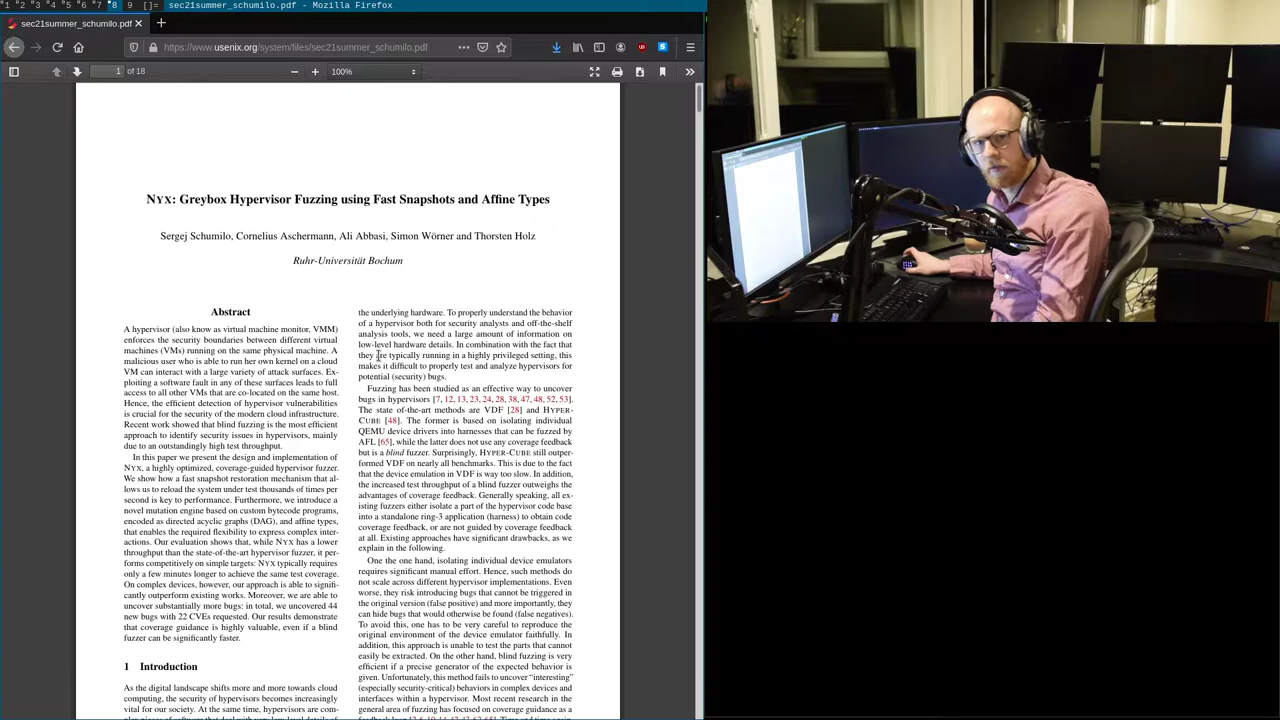 1 2 3 4 5 6 7 8 9 []= sec21summer_schumilo.pdf - Mozilla Firefox
sec21summer_schumilo.pdf
https://www.usenix.org/system/files/sec21summer_schumilo.pdf
1 of 18
100%
NYX: Greybox Hypervisor Fuzzing using Fast Snapshots and Affine Types
Sergej Schumilo, Cornelius Aschermann, Ali Abbasi, Simon Wörner and Thorsten Holz
Ruhr-Universität Bochum
Abstract
A hypervisor (also know as virtual machine monitor, VMM)
enforces the security boundaries between different virtual
machines (VMs) running on the same physical machine. A
malicious user who is able to run her own kernel on a cloud
VM can interact with a large variety of attack surfaces. Ex-
ploiting a software fault in any of these surfaces leads to full
access to all other VMs that are co-located on the same host.
Hence, the efficient detection of hypervisor vulnerabilities
is crucial for the security of the modern cloud infrastructure.
Recent work showed that blind fuzzing is the most efficient
approach to identify security issues in hypervisors, mainly
due to an outstandingly high test throughput.
In this paper we present the design and implementation of
NYX, a highly optimized, coverage-guided hypervisor fuzzer.
We show how a fast snapshot restoration mechanism that al-
lows us to reload the system under test thousands of times per
second is key to performance. Furthermore, we introduce a
novel mutation engine based on custom bytecode programs,
encoded as directed acyclic graphs (DAG), and affine types,
that enables the required flexibility to express complex inter-
actions. Our evaluation shows that, while NYX has a lower
throughput than the state-of-the-art hypervisor fuzzer, it per-
forms competitively on simple targets: NYX typically requires
only a few minutes longer to achieve the same test coverage.
On complex devices, however, our approach is able to signifi-
cantly outperform existing works. Moreover, we are able to
uncover substantially more bugs: in total, we uncovered 44
new bugs with 22 CVEs requested. Our results demonstrate
that coverage guidance is highly valuable, even if a blind
fuzzer can be significantly faster.
1 Introduction
As the digital landscape shifts more and more towards cloud
computing, the security of hypervisors becomes increasingly
vital for our society. At the same time, hypervisors are com-
plex pieces of software that deal with very low level details of
the underlying hardware. To properly understand the behavior
of a hypervisor both for security analysts and off-the-shelf
analysis tools, we need a large amount of information on
low-level hardware details. In combination with the fact that
they are typically running in a highly privileged setting, this
makes it difficult to properly test and analyze hypervisors for
potential (security) bugs.
Fuzzing has been studied as an effective way to uncover
bugs in hypervisors [7, 12, 13, 23, 24, 28, 38, 47, 48, 52, 53].
The state of-the-art methods are VDF [28] and HYPER-
CUBE [48]. The former is based on isolating individual
QEMU device drivers into harnesses that can be fuzzed by
AFL [65], while the latter does not use any coverage feedback
but is a blind fuzzer. Surprisingly, HYPER-CUBE still outper-
formed VDF on nearly all benchmarks. This is due to the fact
that the device emulation in VDF is way too slow. In addition,
the increased test throughput of a blind fuzzer outweighs the
advantages of coverage feedback. Generally speaking, all ex-
isting fuzzers either isolate a part of the hypervisor code base
into a standalone ring-3 application (harness) to obtain code
coverage feedback, or are not guided by coverage feedback
at all. Existing approaches have significant drawbacks, as we
explain in the following.
One the one hand, isolating individual device emulators
requires significant manual effort. Hence, such methods do
not scale across different hypervisor implementations. Even
worse, they risk introducing bugs that cannot be triggered in
the original version (false positive) and more importantly, they
can hide bugs that would otherwise be found (false negatives).
To avoid this, one has to be very careful to reproduce the
original environment of the device emulator faithfully. In
addition, this approach is unable to test the parts that cannot
easily be extracted. On the other hand, blind fuzzing is very
efficient if a precise generator of the expected behavior is
given. Unfortunately, this method fails to uncover "interesting"
(especially security-critical) behaviors in complex devices and
interfaces within a hypervisor. Most recent research in the
general area of fuzzing has focused on coverage guidance as a